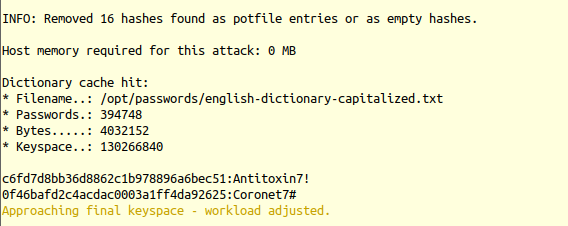 INFO: Removed 16 hashes found as potfile entries or as empty hashes.
Host memory required for this attack: 0 MB
Dictionary cache hit:
* Filename..: /opt/passwords/english-dictionary-capitalized.txt
* Passwords.: 394748
* Bytes.....: 4032152
* Keyspace..: 130266840
c6fd7d8bb36d8862c1b978896a6bec51:Antitoxin7!
0f46bafd2c4acdac0003a1ff4da92625:Coronet7#
Approaching final keyspace - workload adjusted.